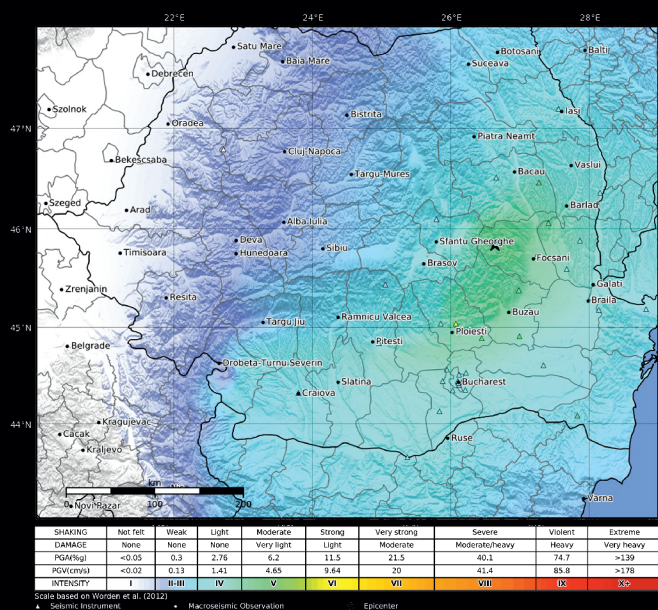 22°E 24°E 26°E 28°E
Satu Mare
Botosani
Balti
Baia Mare
Suceava
Debrecen
Szolnok
Iasi
Bistrita
47°N
Oradea
Piatra Neamt
Cluj-Napoca
Bekescsaba
Vaslui
Bacau
Targu-Mures
Szeged
Arad
Barlad
46°N
Alba Iulia
Deva
Sibiu
Sfantu Gheorghe
Timisoara
Hunedoara
Focsani
Brasov
Zrenjanin
Galati
Resita
Braila
Buzau
Targu Jiu
Ramnicu Valcea
45°N
Ploiesti
Belgrade
Pitesti
Drobeta-Turnu Severin
Slatina
Bucharest
Craiova
44°N
Kragujevac
Cacak
Ruse
Kraljevo
km
0 100 200
Novi Pazar
Varna
SHAKING Not felt Weak Light Moderate Strong Very strong Severe Violent Extreme
DAMAGE None None None Very light Light Moderate Moderate/heavy Heavy Very heavy
PGA(%g) <0.05 0.3 2.76 6.2 11.5 21.5 40.1 74.7 >139
PGV(cm/s) <0.02 0.13 1.41 4.65 9.64 20 41.4 85.8 >178
INTENSITY I II-III IV V VI VII VIII IX X+
Scale based on Worden et al. (2012)
Seismic Instrument Macroseismic Observation Epicenter